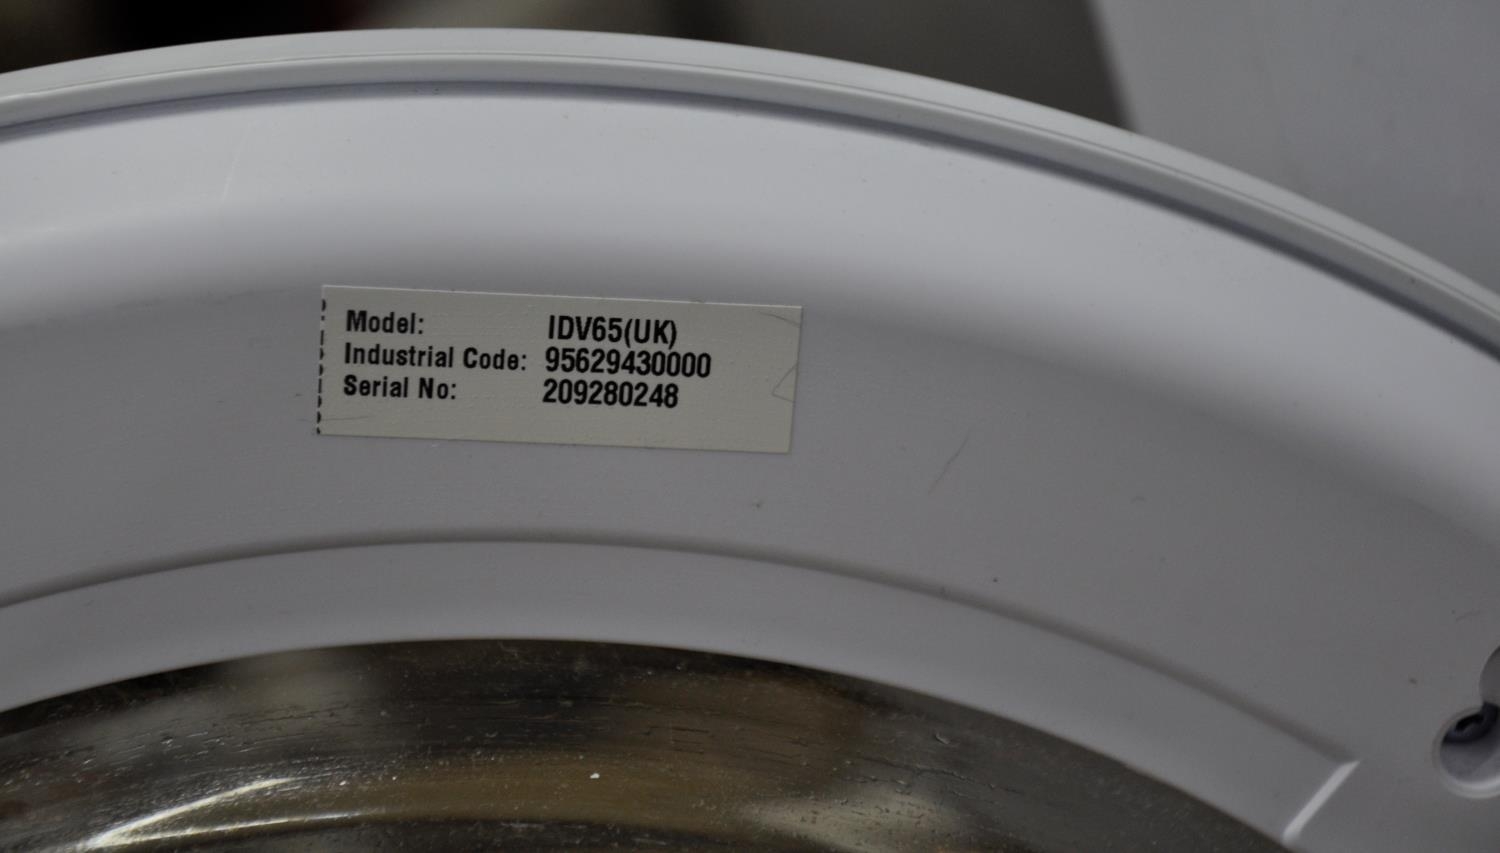 Model: IDV65(UK)
Industrial Code: 95629430000
Serial No: 209280248